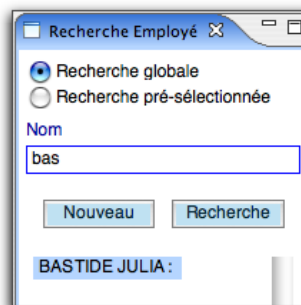 Recherche Employé
Recherche globale
Recherche pré-sélectionnée
Nom
bas
Nouveau Recherche
BASTIDE JULIA :